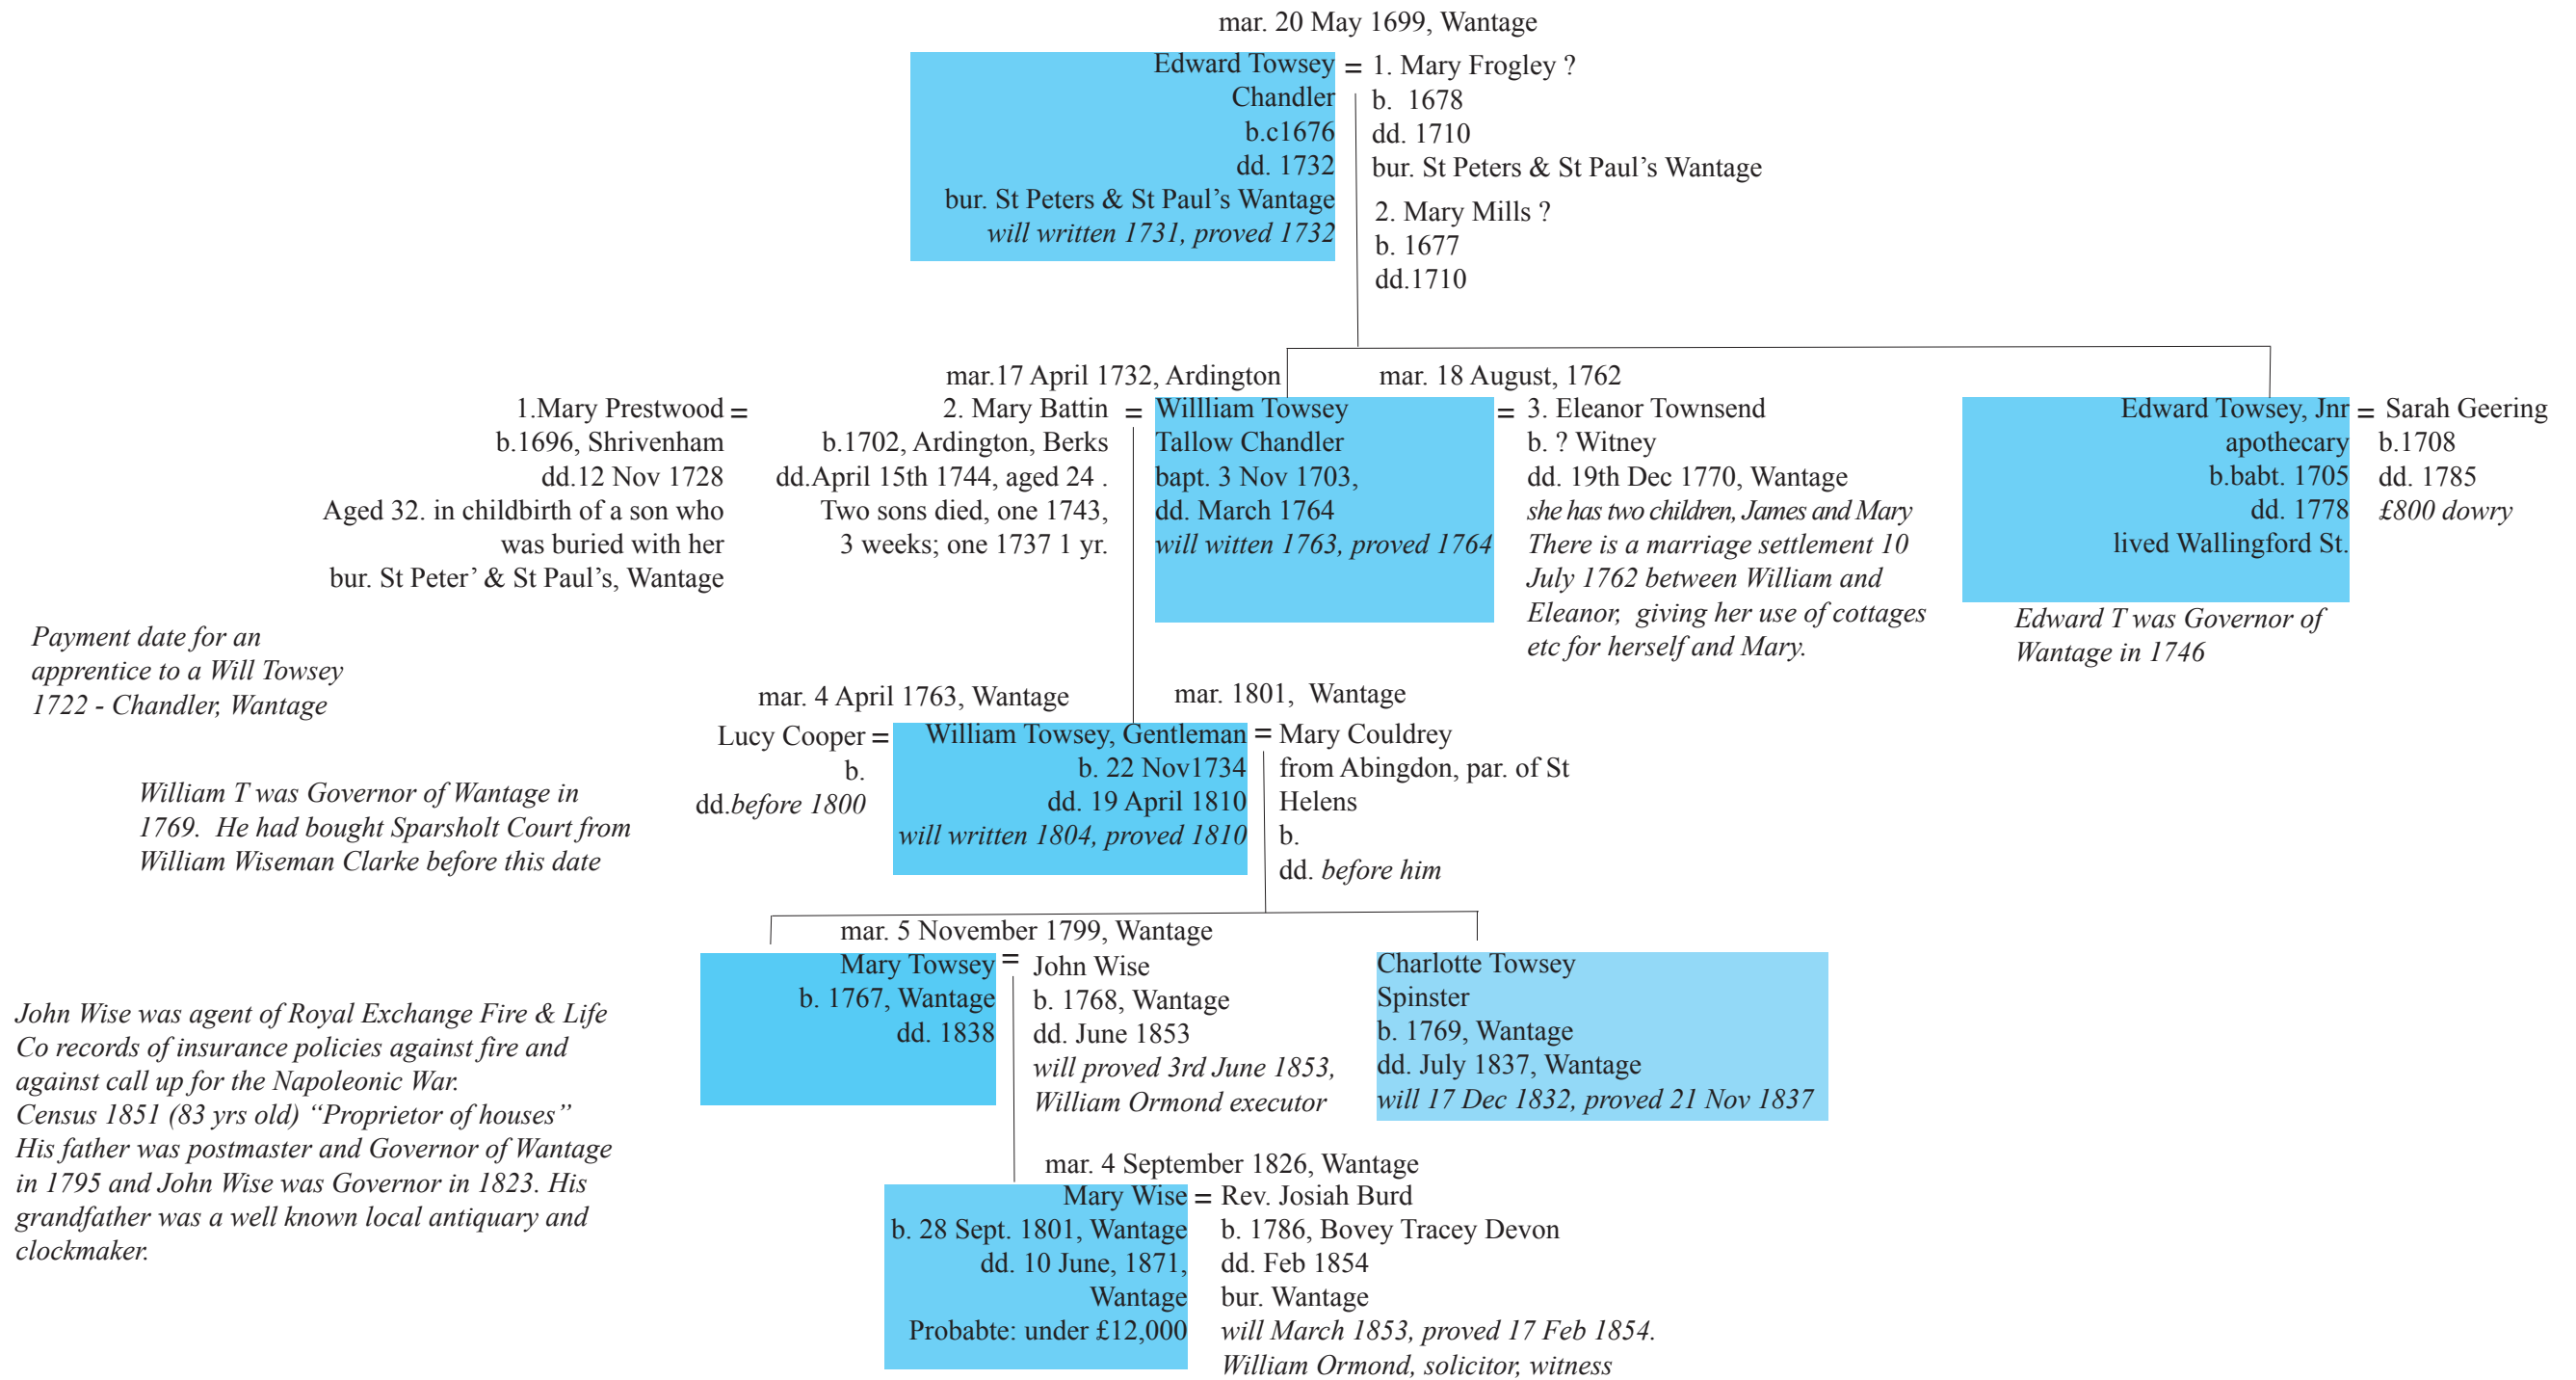 mar. 20 May 1699, Wantage
Edward Towsey =
Chandler
b.c1676
dd. 1732
bur. St Peters & St Paul’s Wantage
will written 1731, proved 1732
1. Mary Frogley ?
b. 1678
dd. 1710
bur. St Peters & St Paul’s Wantage
2. Mary Mills ?
b. 1677
dd.1710
mar.17 April 1732, Ardington
mar. 18 August, 1762
1.Mary Prestwood =
b.1696, Shrivenham
dd.12 Nov 1728
Aged 32. in childbirth of a son who
was buried with her
bur. St Peter’ & St Paul’s, Wantage
2. Mary Battin =
b.1702, Ardington, Berks
dd.April 15th 1744, aged 24 .
Two sons died, one 1743,
3 weeks; one 1737 1 yr.
Willliam Towsey
Tallow Chandler
bapt. 3 Nov 1703,
dd. March 1764
will witten 1763, proved 1764
= 3. Eleanor Townsend
b. ? Witney
dd. 19th Dec 1770, Wantage
she has two children, James and Mary
There is a marriage settlement 10
July 1762 between William and
Eleanor, giving her use of cottages
etc for herself and Mary.
Edward Towsey, Jnr =
apothecary
b.babt. 1705
dd. 1778
lived Wallingford St.
Sarah Geering
b.1708
dd. 1785
£800 dowry
Edward T was Governor of
Wantage in 1746
Payment date for an
apprentice to a Will Towsey
1722 - Chandler, Wantage
mar. 4 April 1763, Wantage
mar. 1801, Wantage
Lucy Cooper =
b.
dd.before 1800
William Towsey, Gentleman =
b. 22 Nov1734
dd. 19 April 1810
will written 1804, proved 1810
Mary Couldrey
from Abingdon, par. of St
Helens
b.
dd. before him
William T was Governor of Wantage in
1769. He had bought Sparsholt Court from
William Wiseman Clarke before this date
mar. 5 November 1799, Wantage
Mary Towsey =
b. 1767, Wantage
dd. 1838
John Wise
b. 1768, Wantage
dd. June 1853
will proved 3rd June 1853,
William Ormond executor
Charlotte Towsey
Spinster
b. 1769, Wantage
dd. July 1837, Wantage
will 17 Dec 1832, proved 21 Nov 1837
John Wise was agent of Royal Exchange Fire & Life
Co records of insurance policies against fire and
against call up for the Napoleonic War.
Census 1851 (83 yrs old) “Proprietor of houses”
His father was postmaster and Governor of Wantage
in 1795 and John Wise was Governor in 1823. His
grandfather was a well known local antiquary and
clockmaker.
mar. 4 September 1826, Wantage
Mary Wise =
b. 28 Sept. 1801, Wantage
dd. 10 June, 1871,
Wantage
Probabte: under £12,000
Rev. Josiah Burd
b. 1786, Bovey Tracey Devon
dd. Feb 1854
bur. Wantage
will March 1853, proved 17 Feb 1854.
William Ormond, solicitor, witness